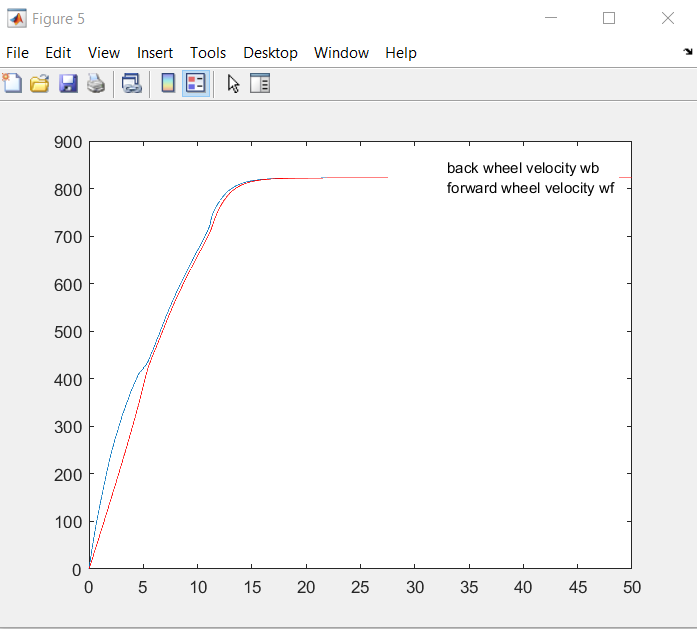 Figure 5
File Edit View Insert Tools Desktop Window Help
900
back wheel velocity wb
forward wheel velocity wf
800
700
600
500
400
300
200
100
0
0 5 10 15 20 25 30 35 40 45 50